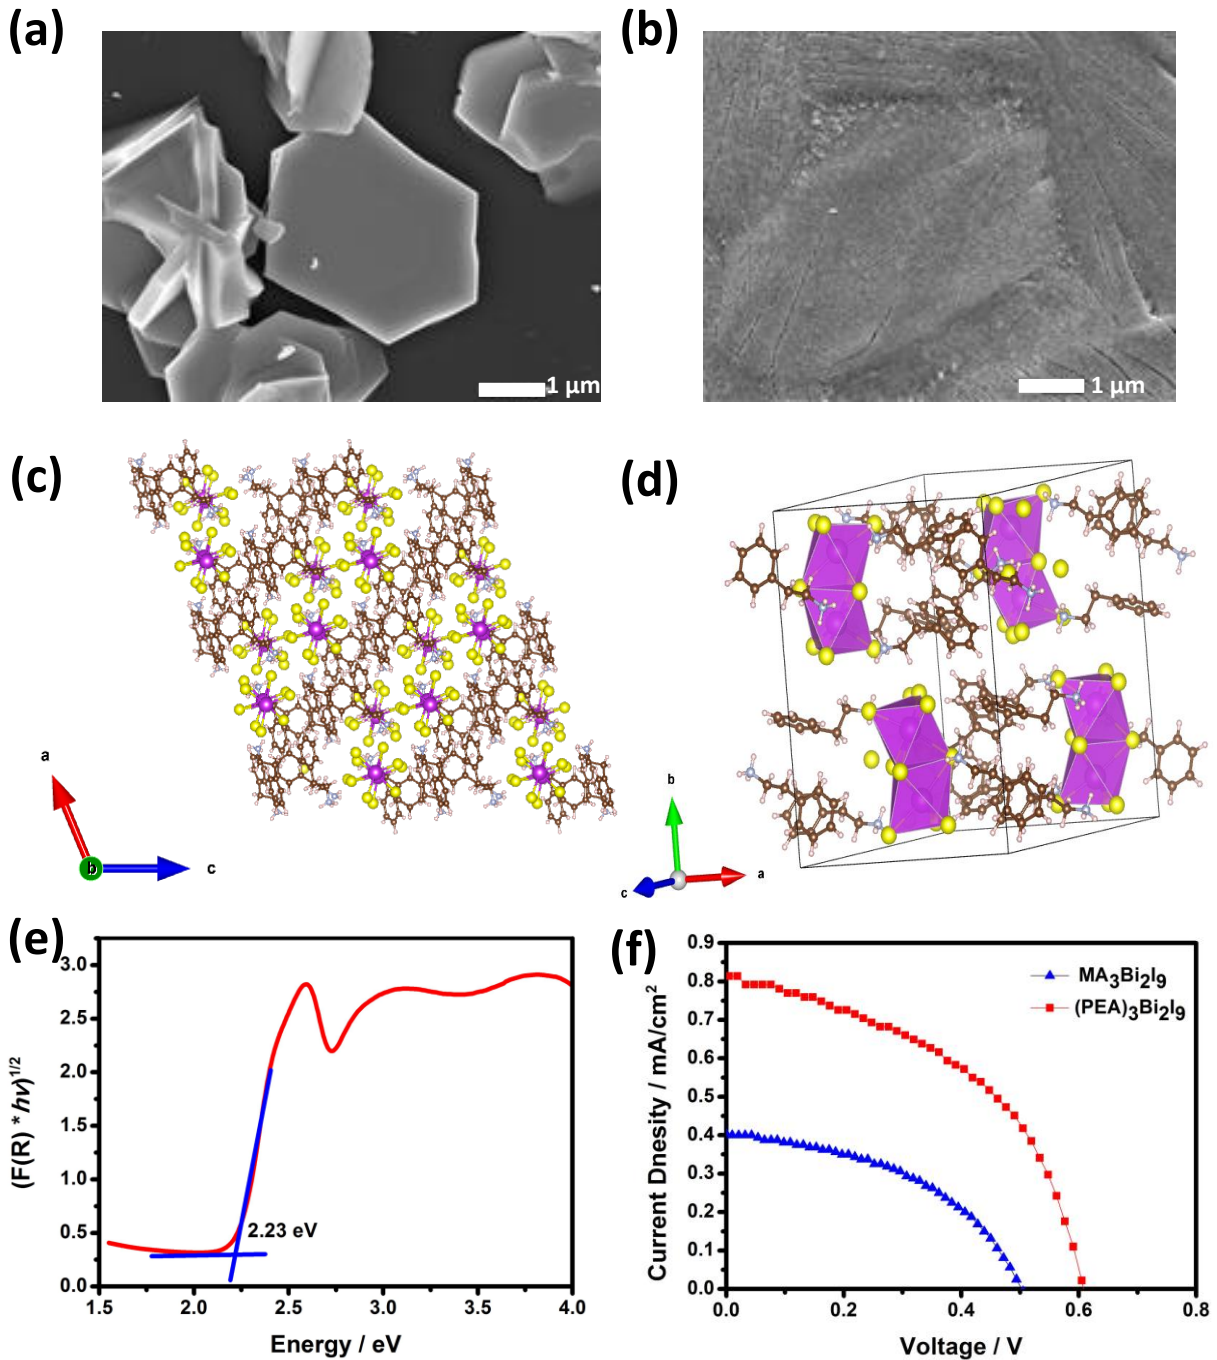 (a)
(b)
1 μm
1 μm
(c)
(d)
a
b
c
b
a
c
(e)
(f)
3.0
2.5
2.0
1.5
1.0
0.5
0.0
(F(R) * hν)1/2
2.23 eV
1.5 2.0 2.5 3.0 3.5 4.0
Energy / eV
0.9
0.8
0.7
0.6
0.5
0.4
0.3
0.2
0.1
0.0
Current Dnesity / mA/cm2
MA3Bi2I9
(PEA)3Bi2I9
0.0 0.2 0.4 0.6 0.8
Voltage / V